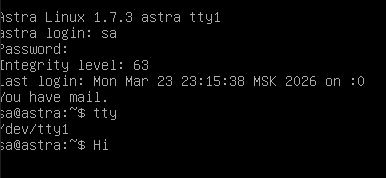 Astra Linux 1.7.3 astra tty1
astra login: sa
Password:
Integrity level: 63
Last login: Mon Mar 23 23:15:38 MSK 2026 on :0
You have mail.
sa@astra:~$ tty
/dev/tty1
sa@astra:~$ Hi